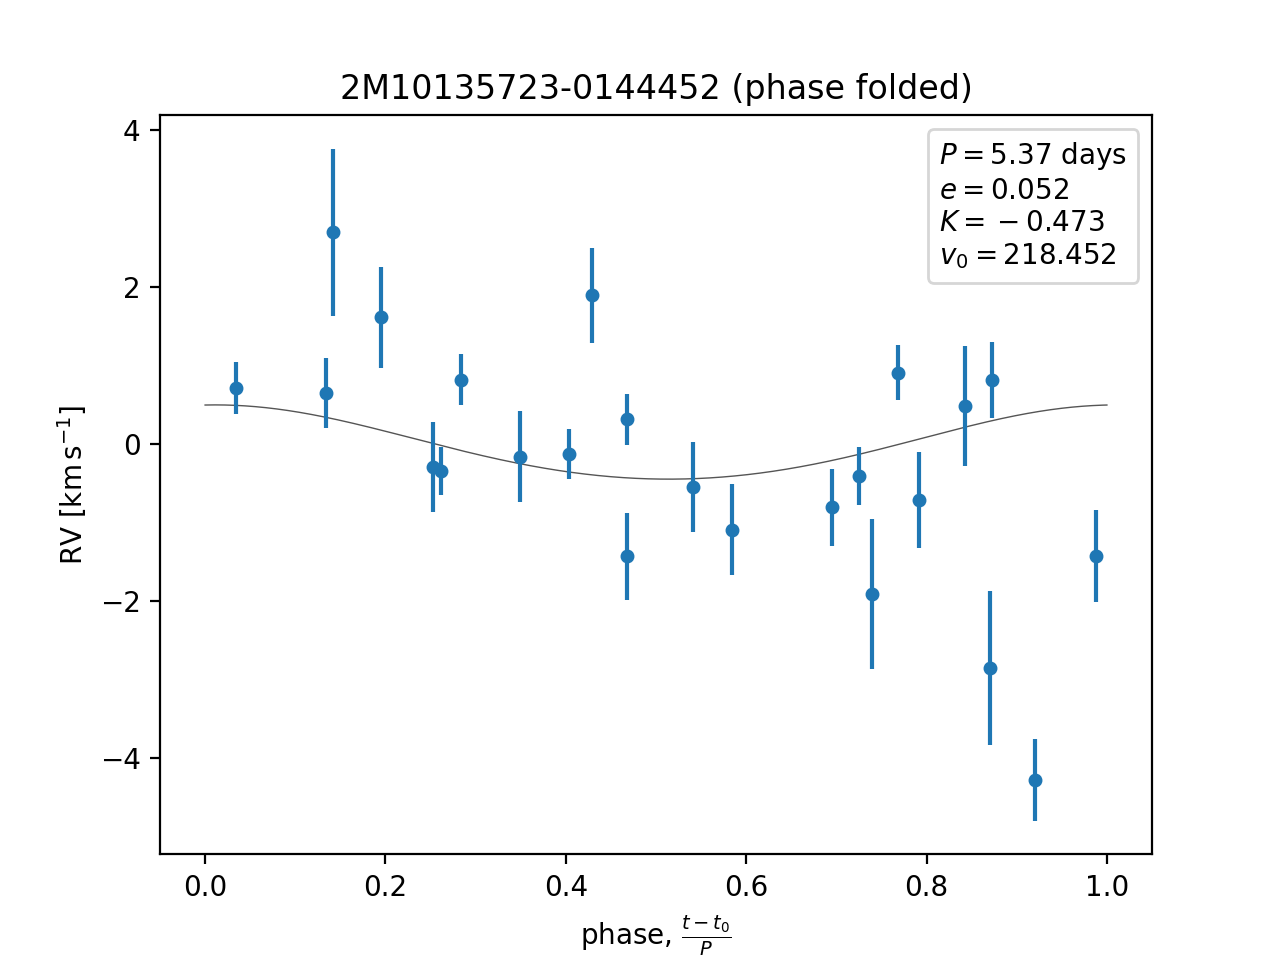 2M10135723-0144452 (phase folded)
P = 5.37 days
e = 0.052
K = −0.473
v₀ = 218.452
RV [km s⁻¹]
4
2
0
−2
−4
0.0 0.2 0.4 0.6 0.8 1.0
phase, (t − t₀)/P